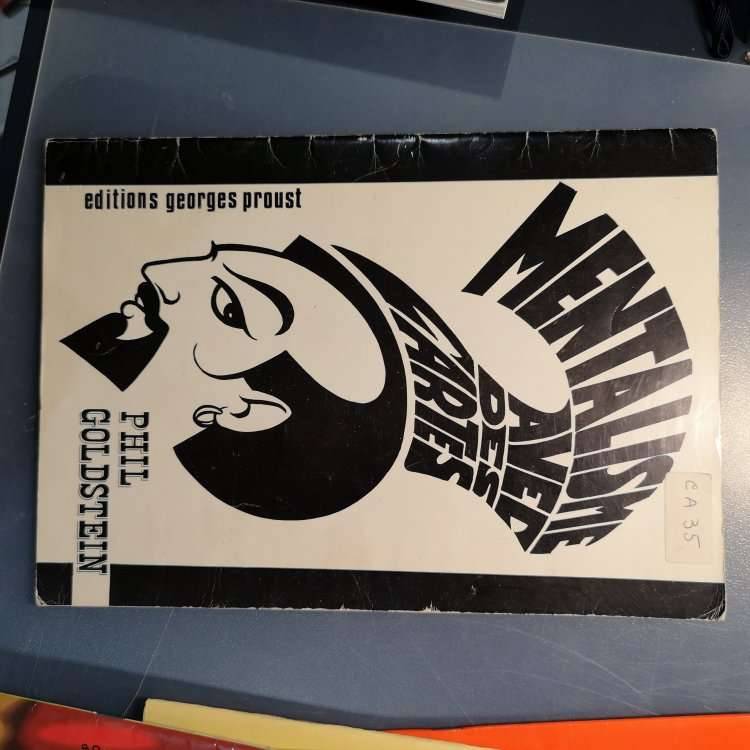 MENTALISME
AVEC
DES
CARTES
editions georges proust
PHIL
GOLDSTEIN
CA 35